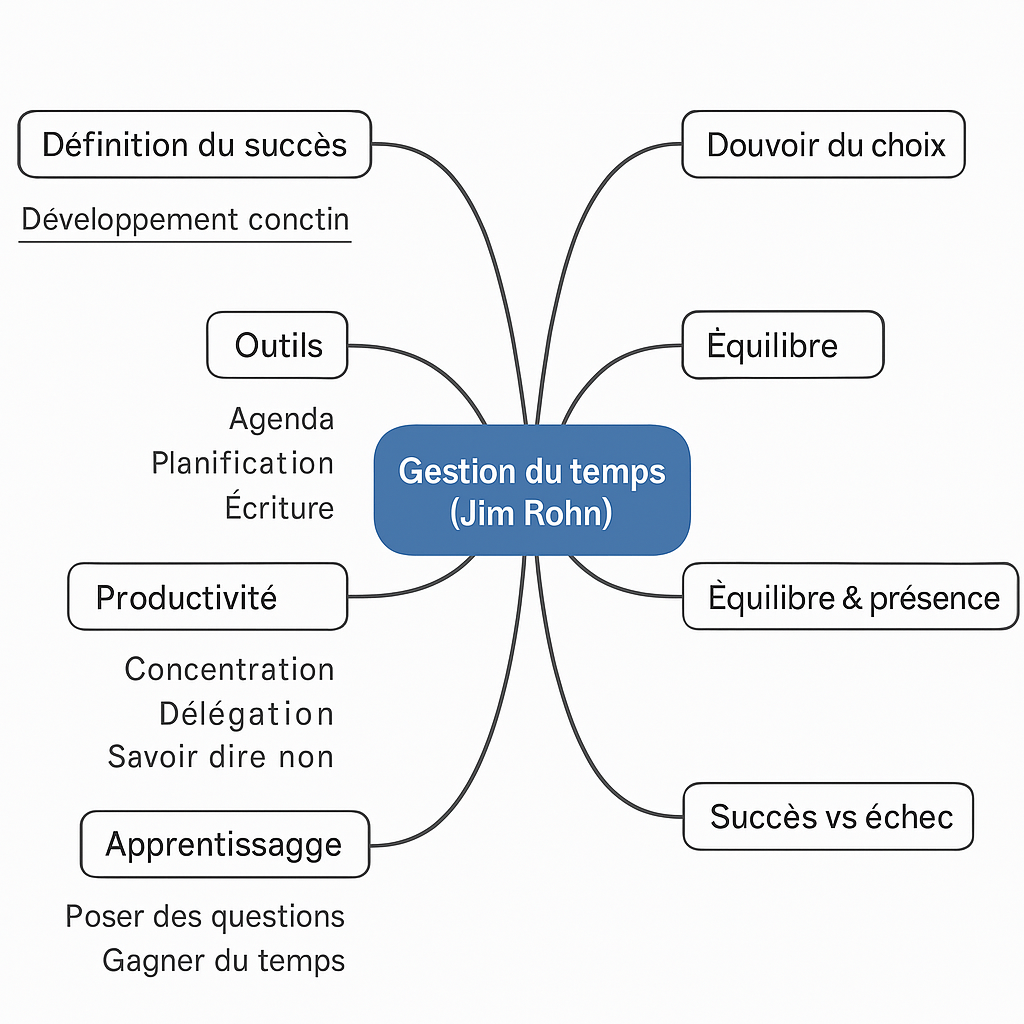 Définition du succès
Développement conctin
Outils
Agenda
Planification
Écriture
Productivité
Concentration
Délégation
Savoir dire non
Apprentissagge
Poser des questions
Gagner du temps
Gestion du temps
(Jim Rohn)
Douvoir du choix
Ėquilibre
Èquilibre & présence
Succès vs échec